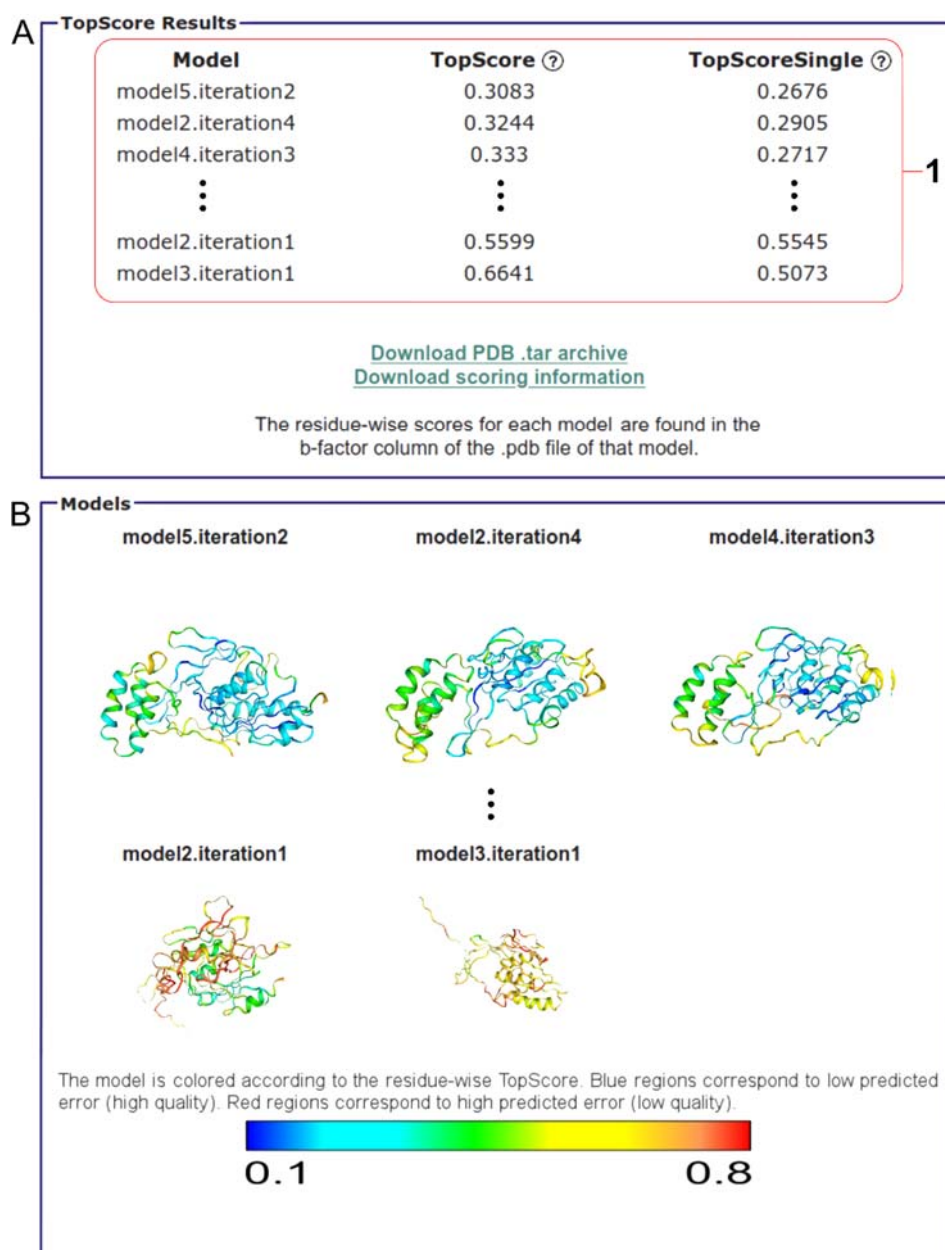 A
TopScore Results
Model TopScore ? TopScoreSingle ?
model5.iteration2 0.3083 0.2676
model2.iteration4 0.3244 0.2905
model4.iteration3 0.333 0.2717
⋮ ⋮ ⋮
1
model2.iteration1 0.5599 0.5545
model3.iteration1 0.6641 0.5073
Download PDB .tar archive
Download scoring information
The residue-wise scores for each model are found in the
b-factor column of the .pdb file of that model.
B
Models
model5.iteration2 model2.iteration4 model4.iteration3
⋮
model2.iteration1 model3.iteration1
The model is colored according to the residue-wise TopScore. Blue regions correspond to low predicted
error (high quality). Red regions correspond to high predicted error (low quality).
0.1 0.8